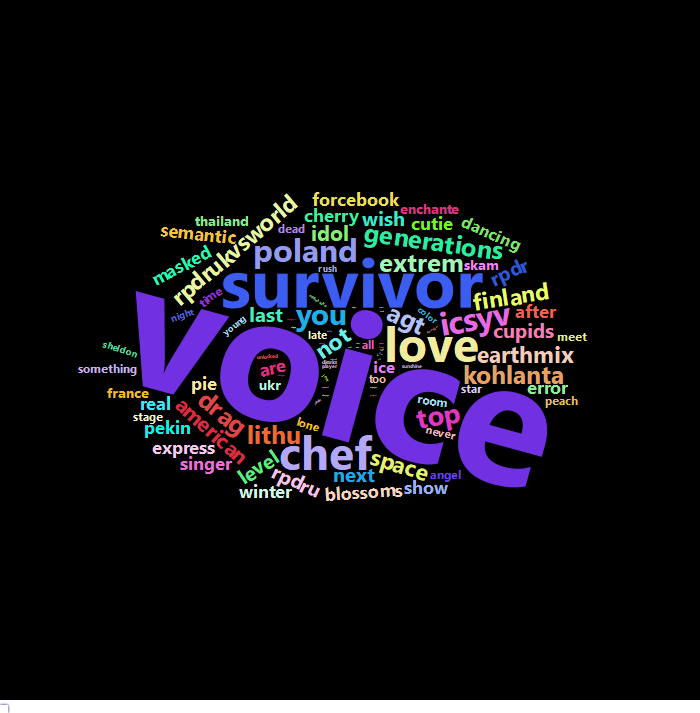 forcebook
enchante
cherry
wish
cutie
thailand
dead
idol
generations
dancing
semantic
rpdrukvsworld
poland
masked
rush
extrem
skam
rpdr
survivor
time
finland
night
last
you
agt
color
icsyv
after
young
late
not
love
cupids
meet
voice
all
sheldon
unlocked
earthmix
something
are
district
player
ice
sunshine
kohlanta
pie
ukr
too
star
error
france
real
drag
room
peach
stage
top
pekin
american
lithu
lone
never
express
chef
space
singer
level
next
angel
rpdru
winter
blossoms
show